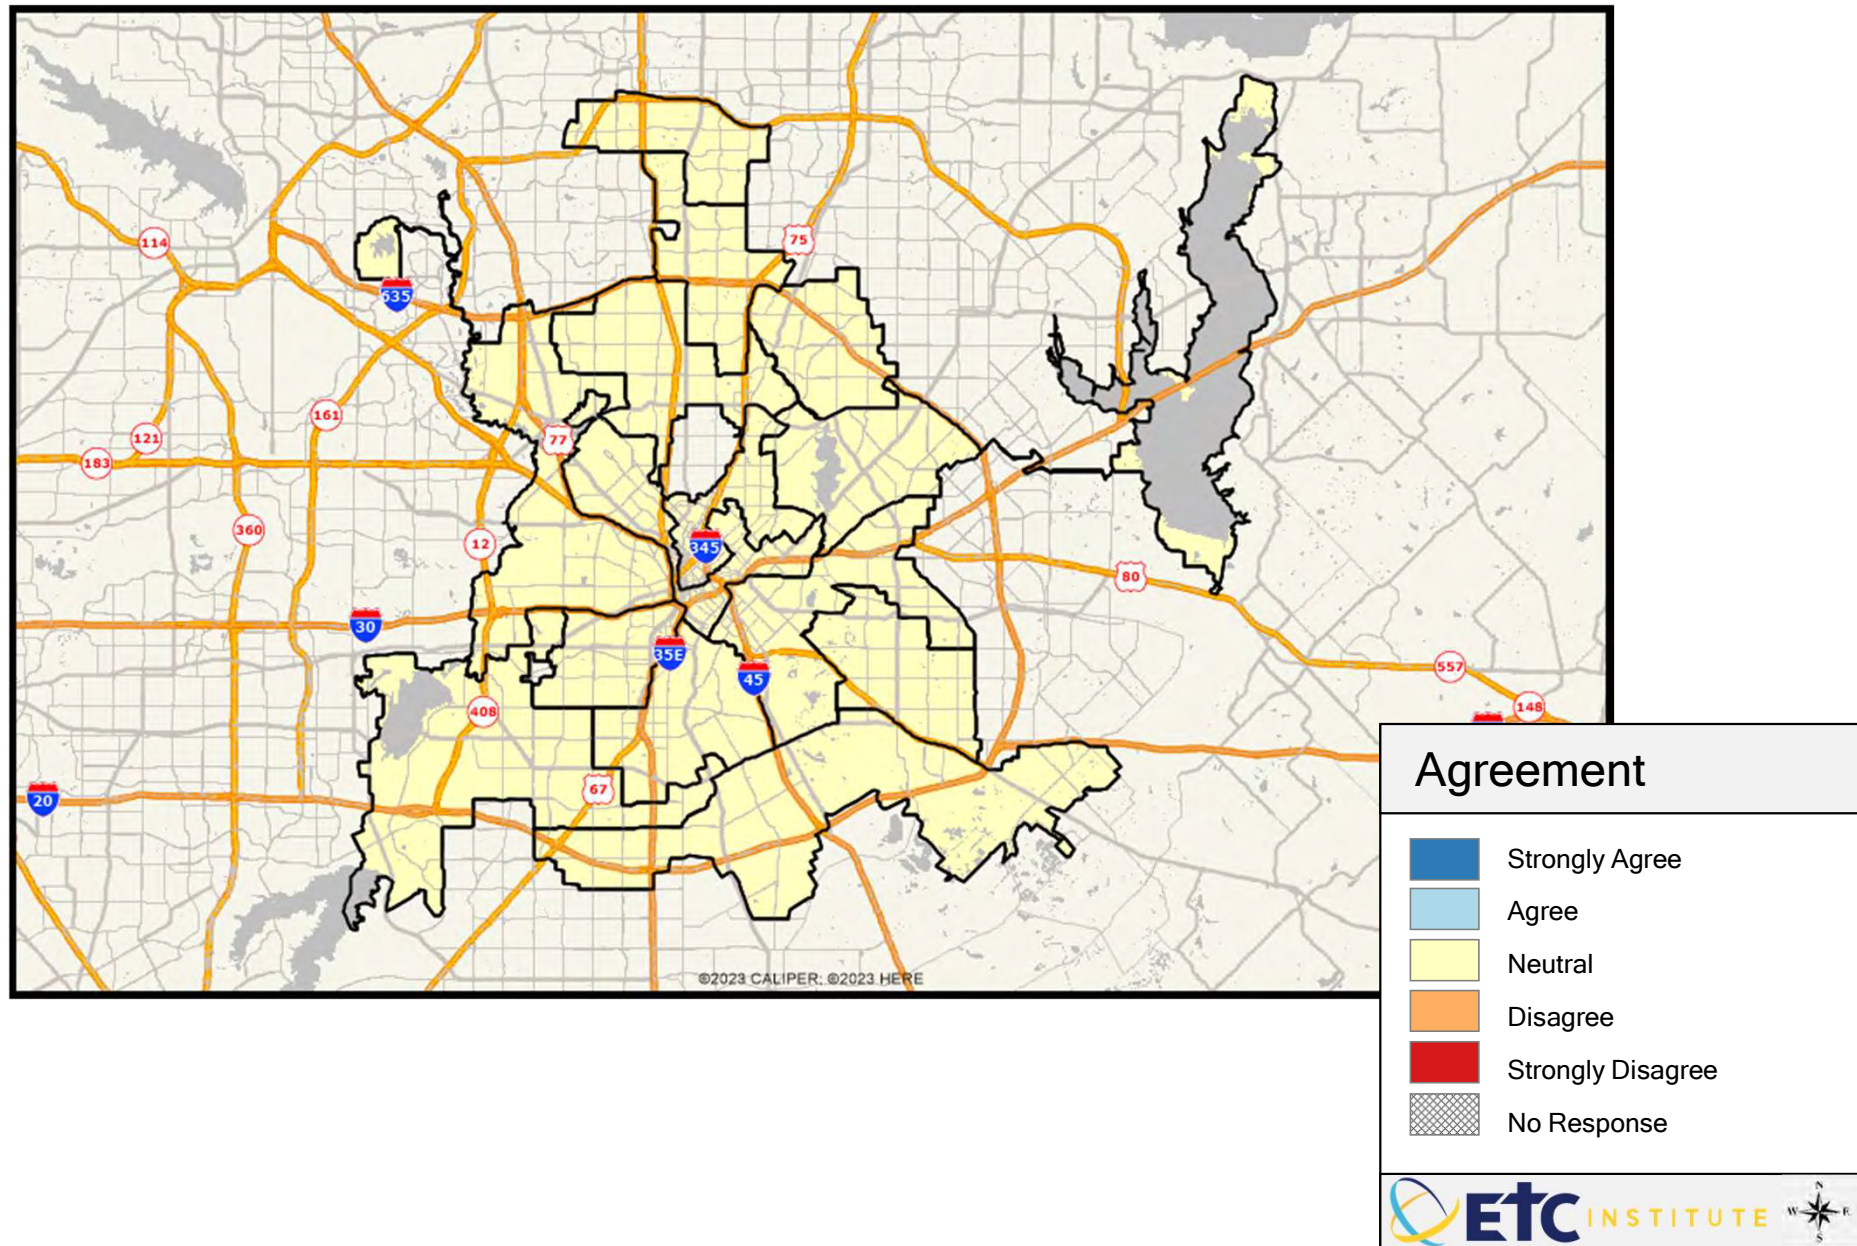 75
114
635
161
121
77
183
360
12
345
80
30
35E
45
557
408
148
67
20
©2023 CALIPER; ©2023 HERE
Agreement
Strongly Agree
Agree
Neutral
Disagree
Strongly Disagree
No Response
ETC INSTITUTE
N
W E
S